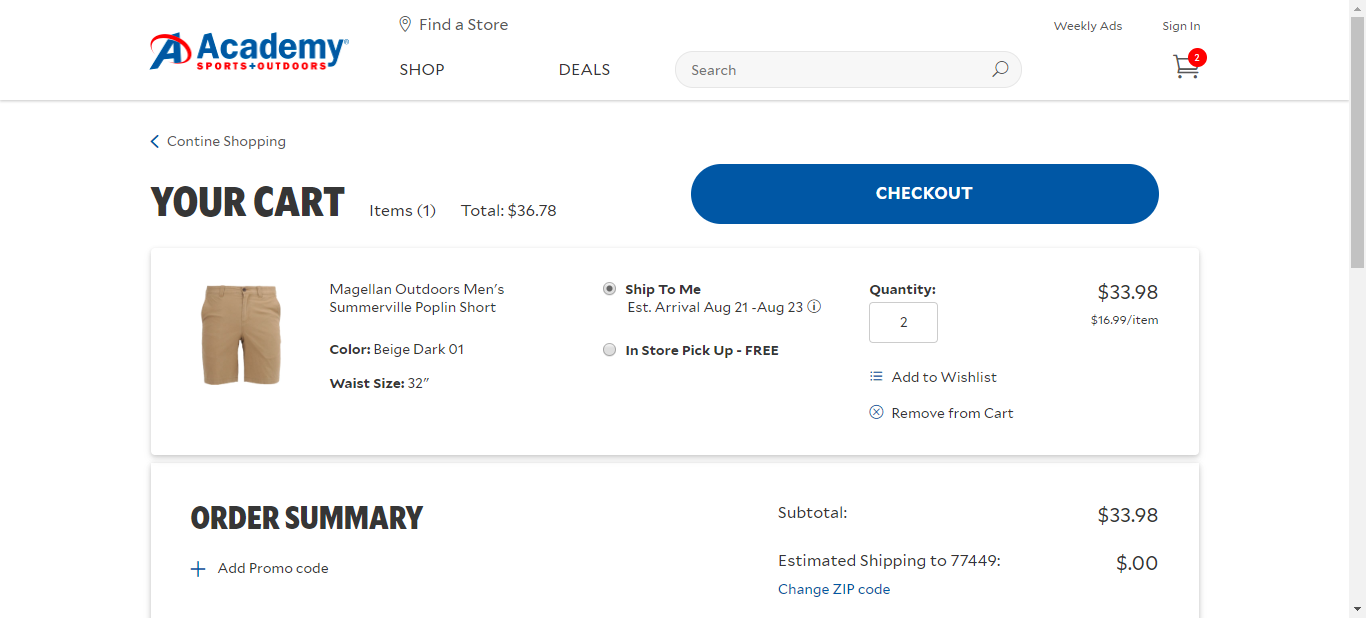 Find a Store
Weekly Ads
Sign In
Academy®
SPORTS+OUTDOORS
SHOP
DEALS
Search
2
Contine Shopping
YOUR CART
Items (1)
Total: $36.78
CHECKOUT
Magellan Outdoors Men's
Summerville Poplin Short
Color: Beige Dark 01
Waist Size: 32"
Ship To Me
Est. Arrival Aug 21 -Aug 23
In Store Pick Up - FREE
Quantity:
2
Add to Wishlist
Remove from Cart
$33.98
$16.99/item
ORDER SUMMARY
Add Promo code
Subtotal:
$33.98
Estimated Shipping to 77449:
$.00
Change ZIP code